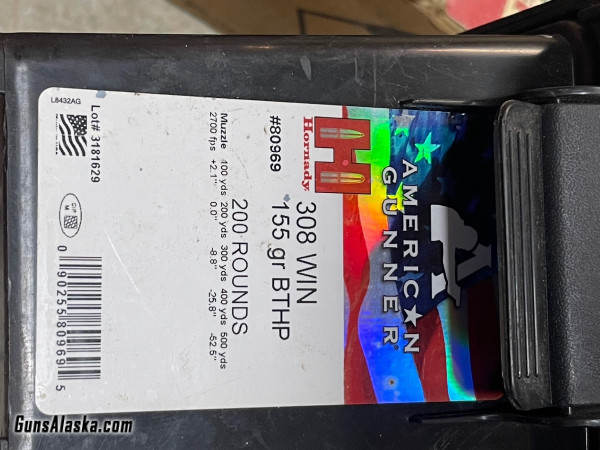 AMERICAN
GUNNER®
Hornady
#80969
308 WIN
155 gr BTHP
200 ROUNDS
Muzzle 400 yds 200 yds 300 yds 400 yds 500 yds
2700 fps +2.1" 0.0" -8.8" -25.8" -52.5"
Lot# 3181629
L8432AG
CIP
M
0 90255 80969 5
GunsAlaska.com